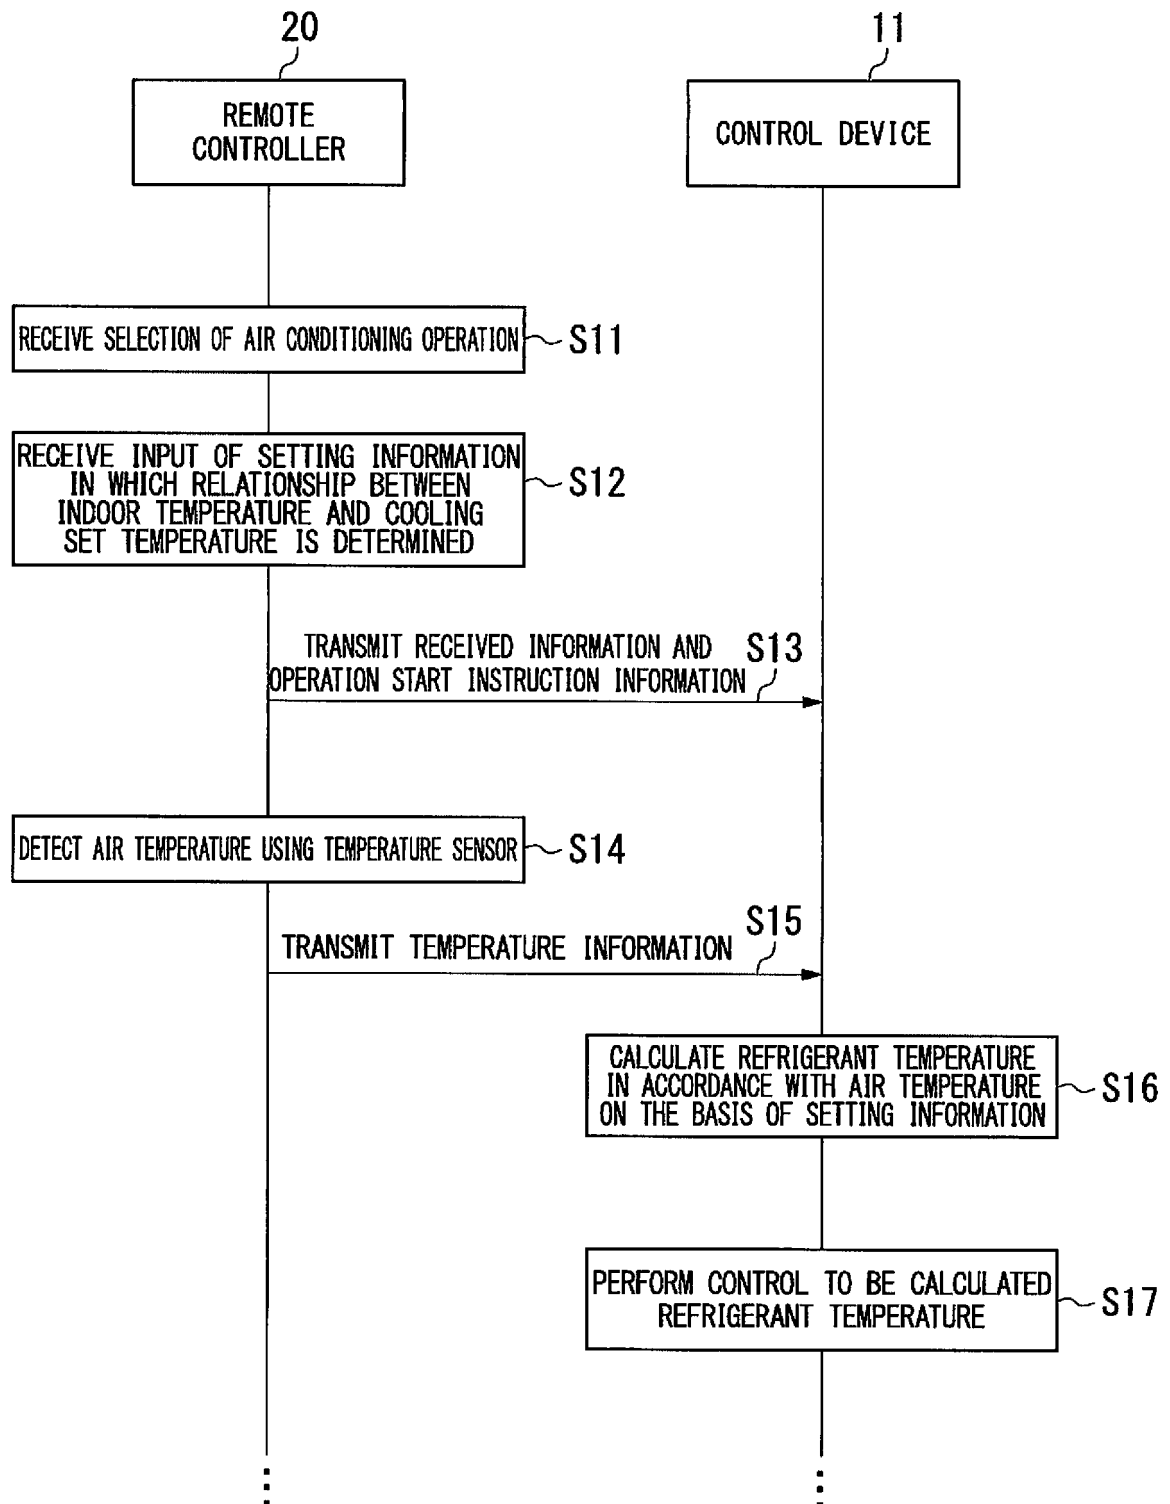 20
11
REMOTE
CONTROLLER
CONTROL DEVICE
RECEIVE SELECTION OF AIR CONDITIONING OPERATION
S11
RECEIVE INPUT OF SETTING INFORMATION
IN WHICH RELATIONSHIP BETWEEN
INDOOR TEMPERATURE AND COOLING
SET TEMPERATURE IS DETERMINED
S12
TRANSMIT RECEIVED INFORMATION AND
OPERATION START INSTRUCTION INFORMATION
S13
DETECT AIR TEMPERATURE USING TEMPERATURE SENSOR
S14
TRANSMIT TEMPERATURE INFORMATION
S15
CALCULATE REFRIGERANT TEMPERATURE
IN ACCORDANCE WITH AIR TEMPERATURE
ON THE BASIS OF SETTING INFORMATION
S16
PERFORM CONTROL TO BE CALCULATED
REFRIGERANT TEMPERATURE
S17